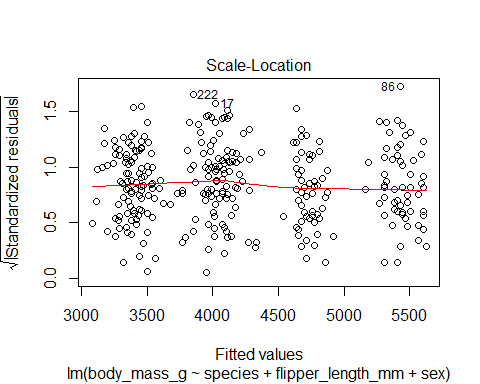 Scale-Location
√|Standardized residuals|
1.5
1.0
0.5
0.0
222
17
86
3000 3500 4000 4500 5000 5500
Fitted values
lm(body_mass_g ~ species + flipper_length_mm + sex)